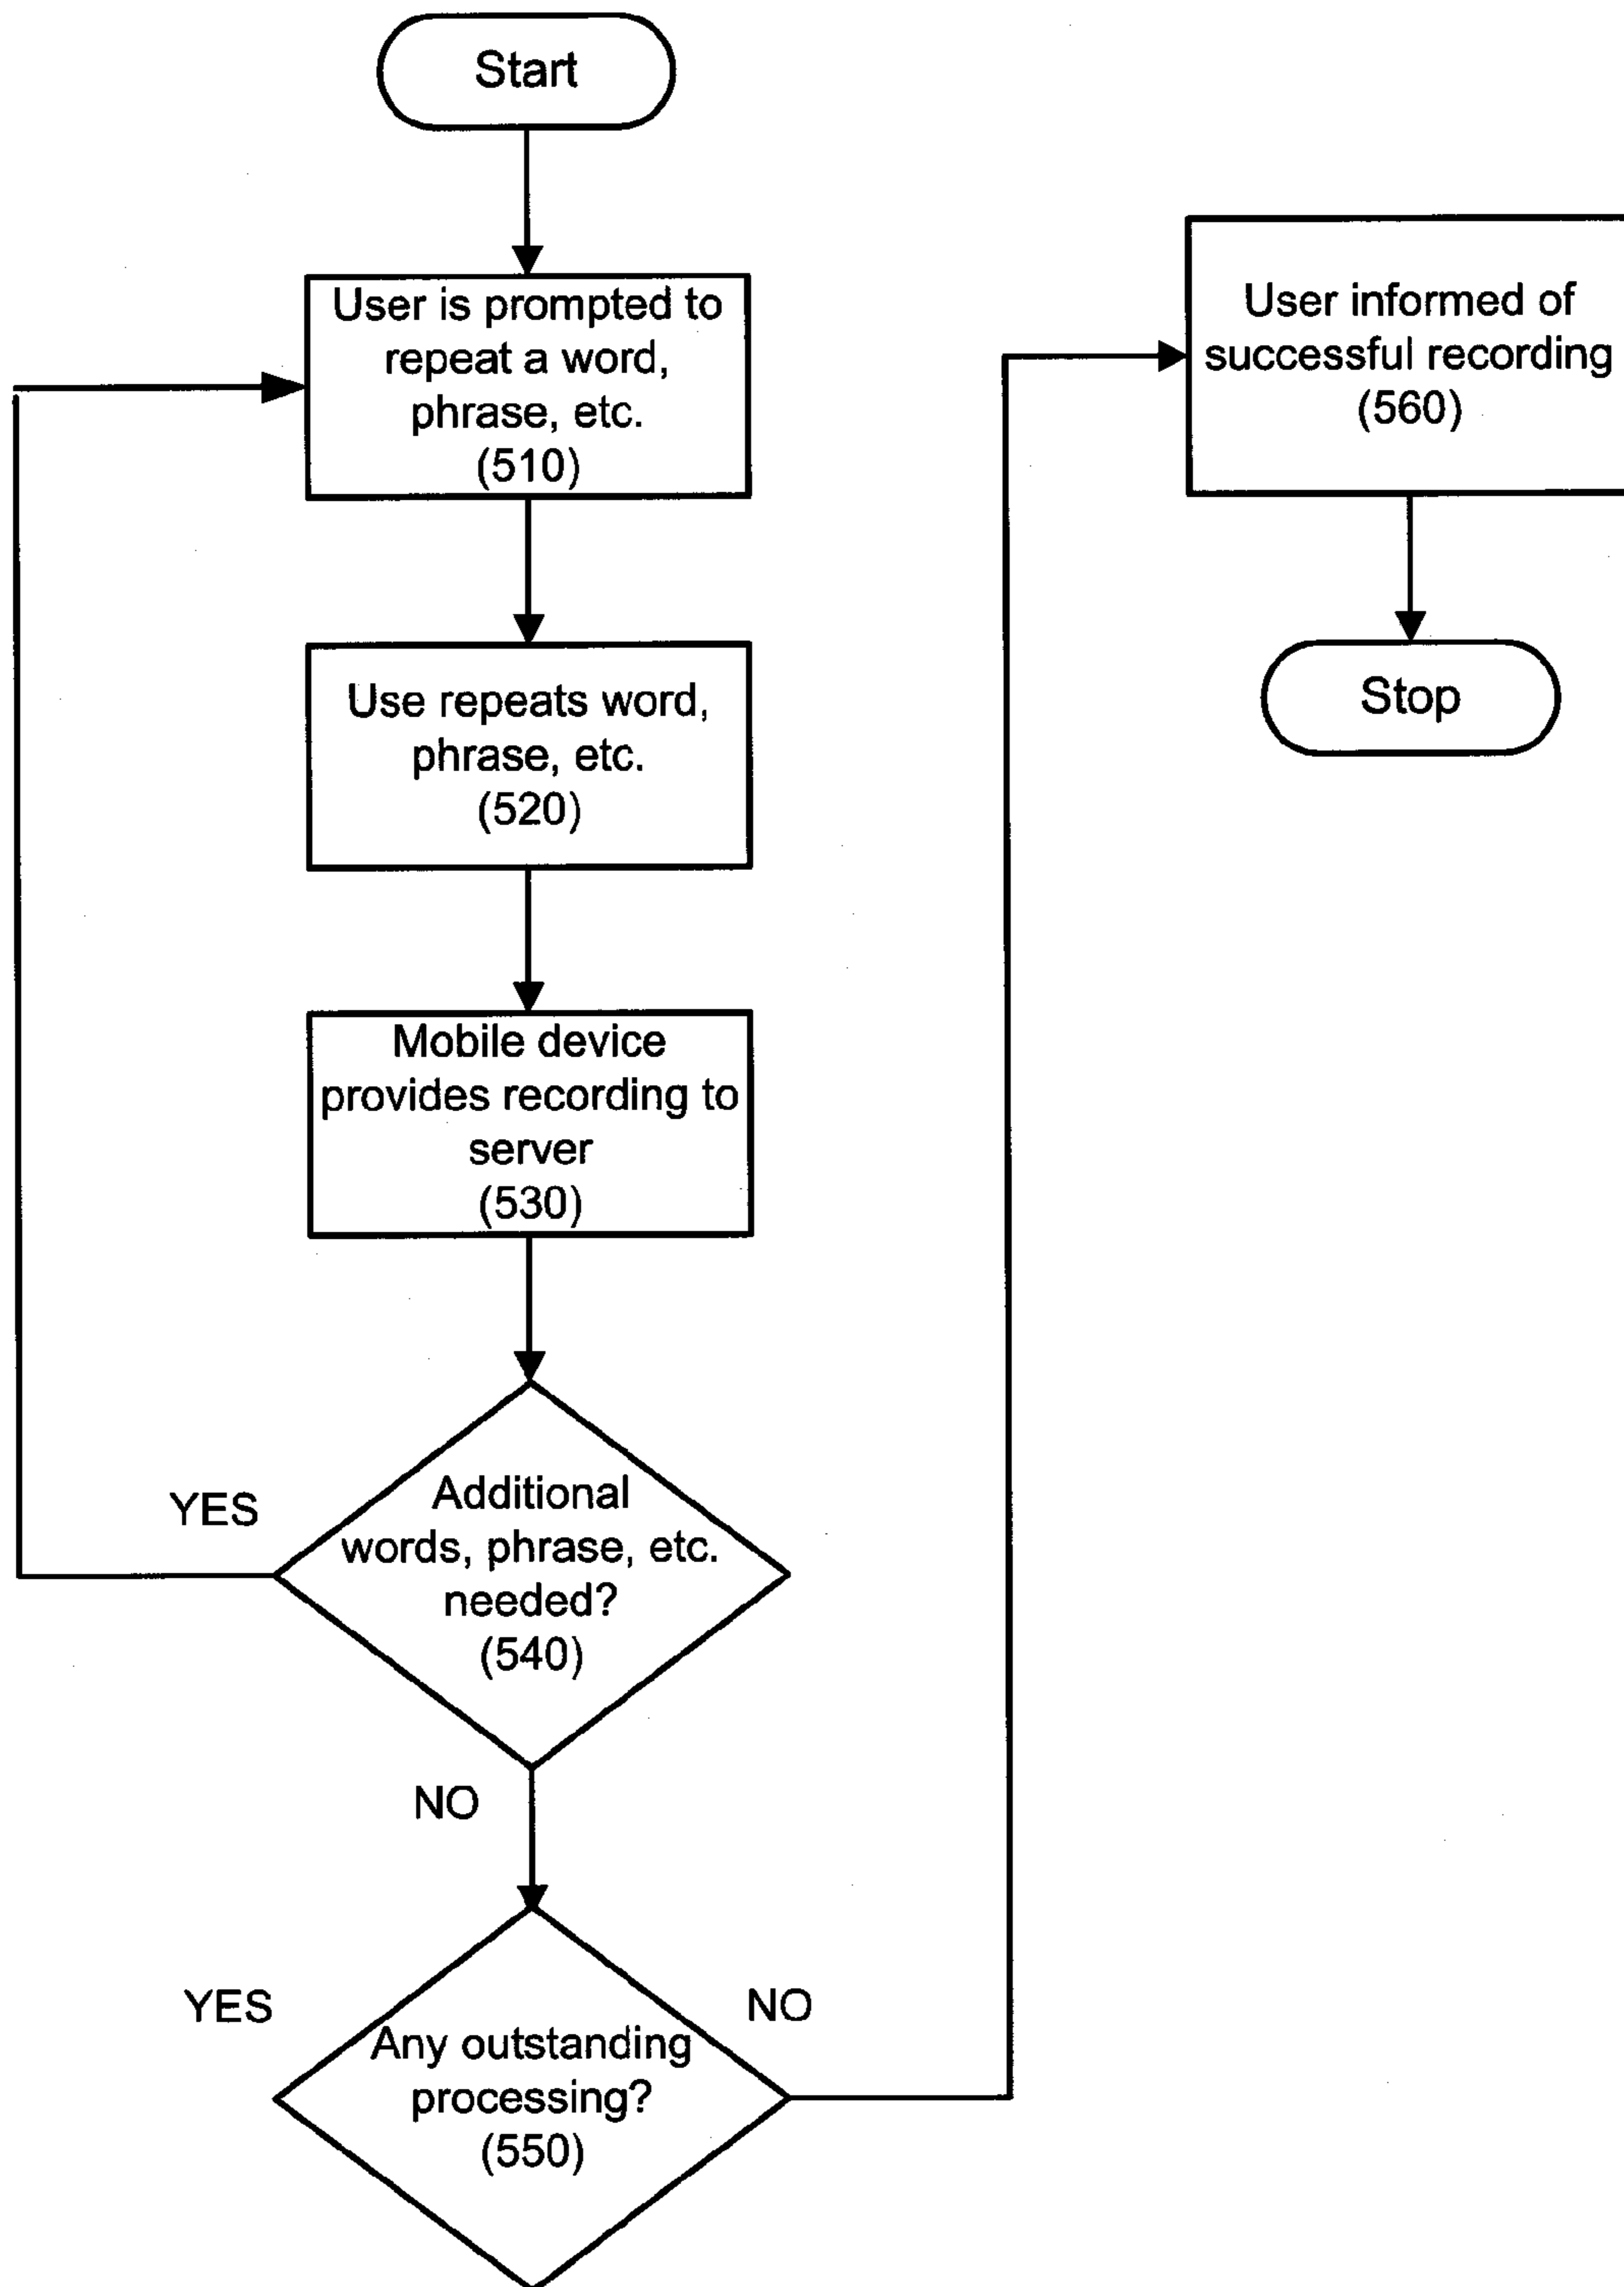 Start
User is prompted to
repeat a word,
phrase, etc.
(510)
Use repeats word,
phrase, etc.
(520)
Mobile device
provides recording to
server
(530)
YES
Additional
words, phrase, etc.
needed?
(540)
NO
YES
NO
Any outstanding
processing?
(550)
User informed of
successful recording
(560)
Stop